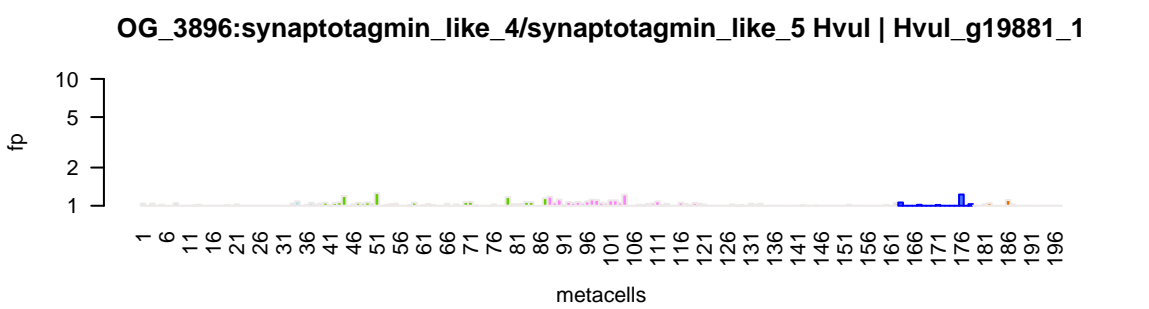 OG_3896:synaptotagmin_like_4/synaptotagmin_like_5 Hvul | Hvul_g19881_1
10
5
2
1
fp
1 6 11 16 21 26 31 36 41 46 51 56 61 66 71 76 81 86 91 96 101 106 111 116 121 126 131 136 141 146 151 156 161 166 171 176 181 186 191 196
metacells